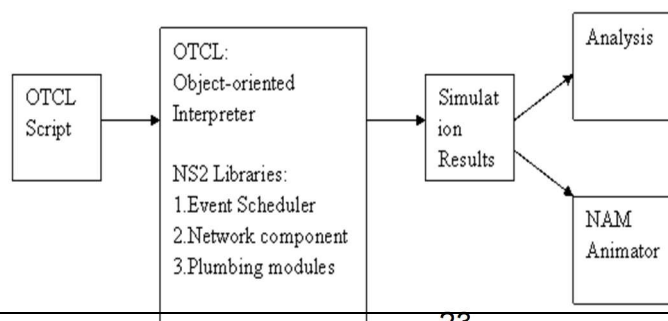 OTCL
Script
OTCL:
Object-oriented
Interpreter
NS2 Libraries:
1.Event Scheduler
2.Network component
3.Plumbing modules
Simulat
ion
Results
Analysis
NAM
Animator